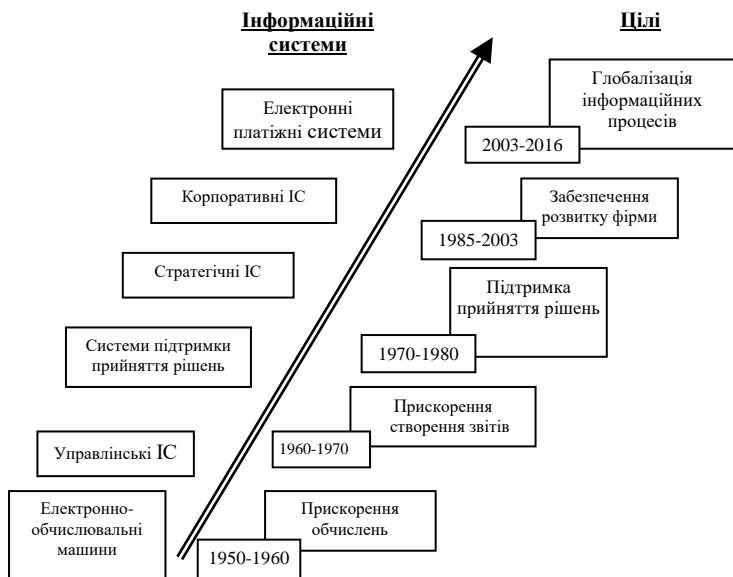 Інформаційні
системи
Цілі
Глобалізація
інформаційних
процесів
2003-2016
Електронні
платіжні системи
Забезпечення
розвитку фірми
1985-2003
Корпоративні ІС
Стратегічні ІС
Підтримка
прийняття рішень
1970-1980
Системи підтримки
прийняття рішень
Прискорення
створення звітів
1960-1970
Управлінські ІС
Електронно-
обчислювальні
машини
Прискорення
обчислень
1950-1960